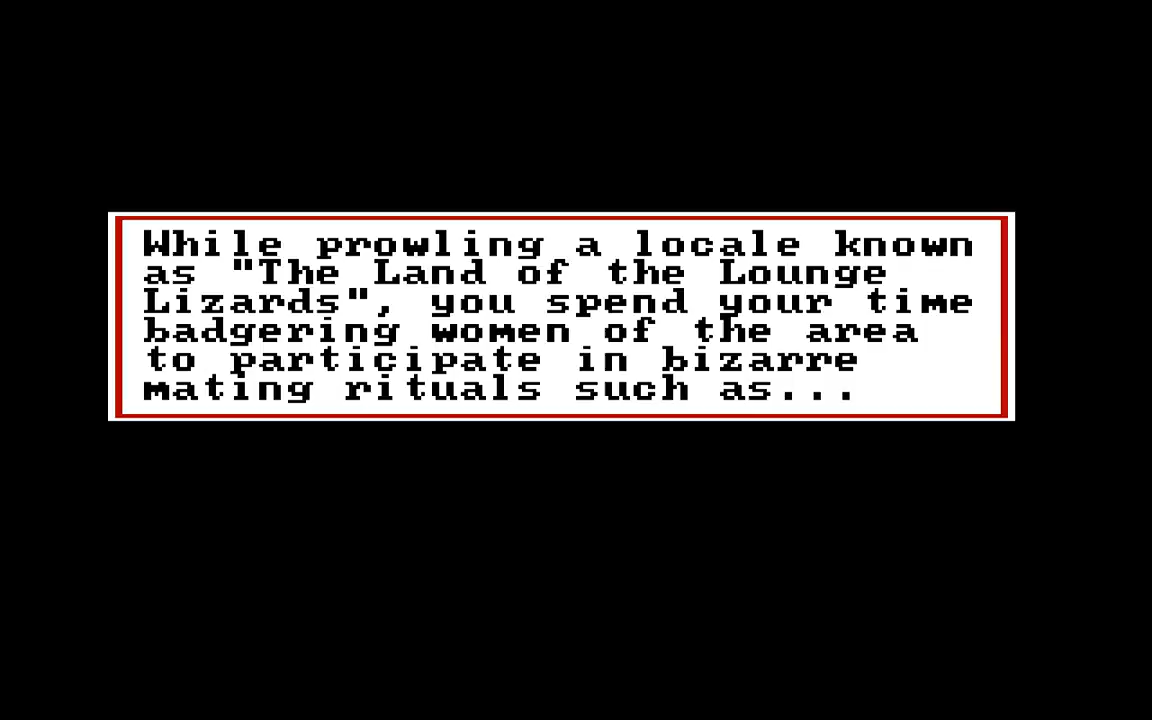 While prowling a locale known
as "The Land of the Lounge
Lizards", you spend your time
badgering women of the area
to participate in bizarre
mating rituals such as...